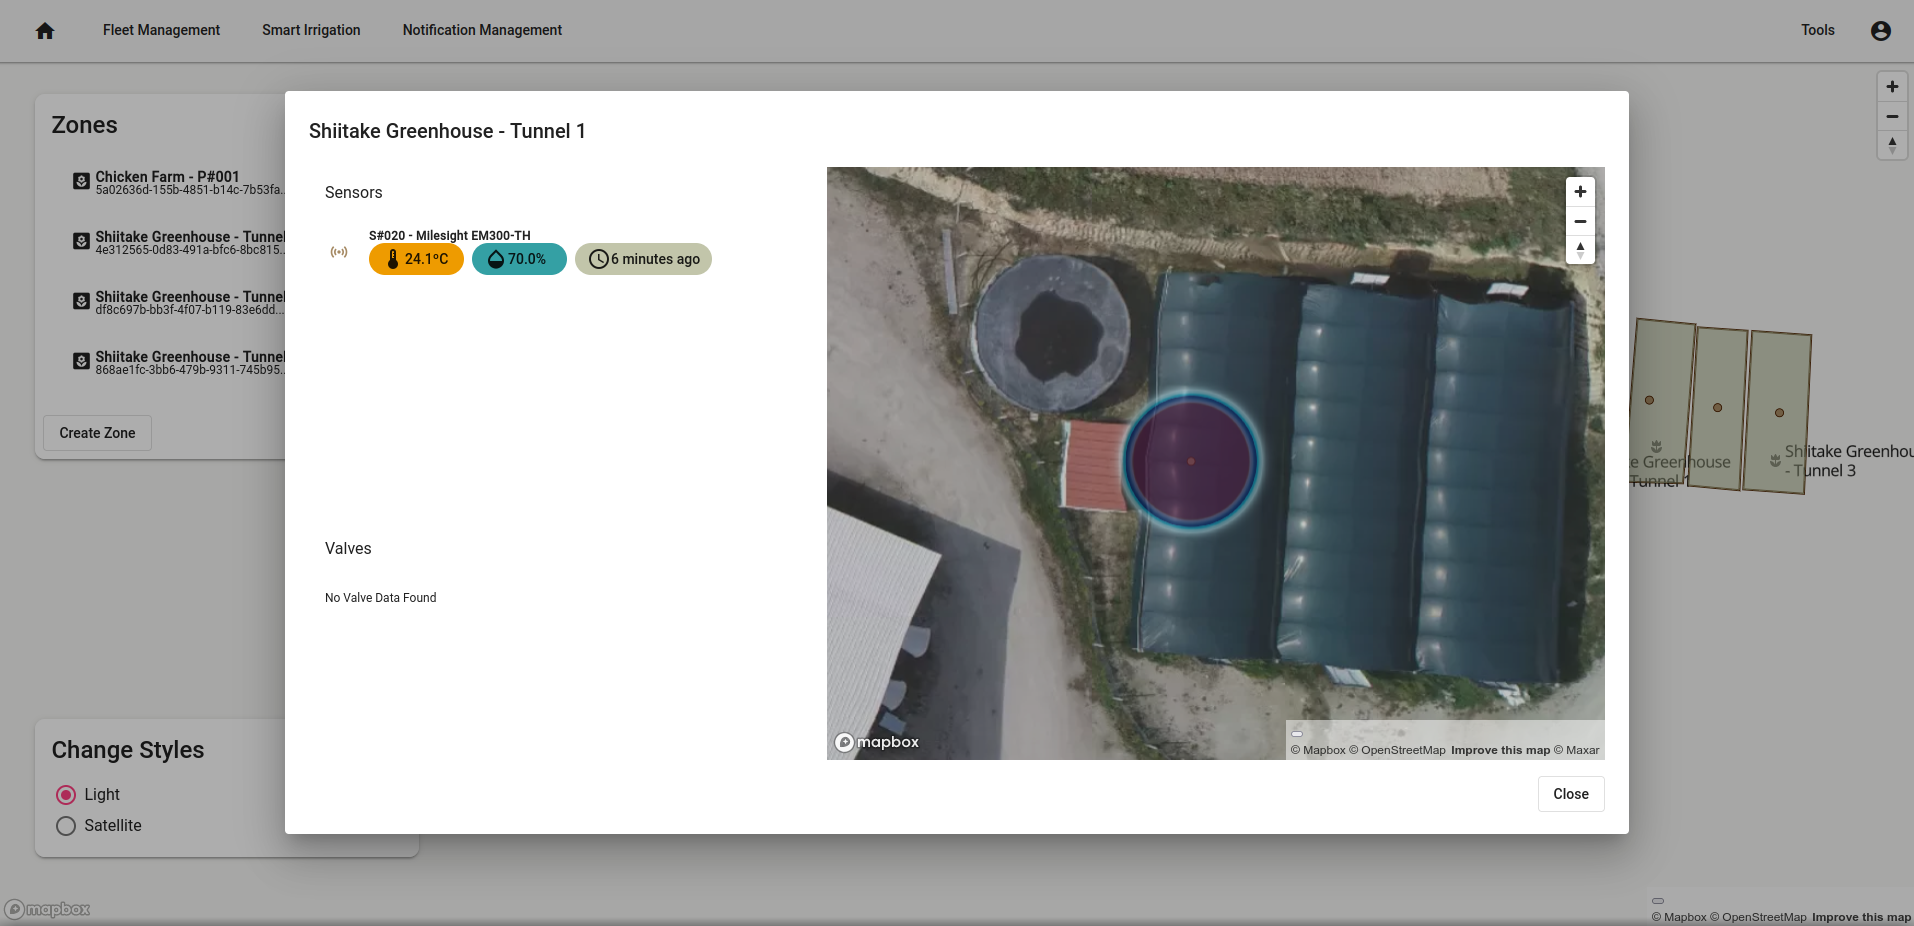 Fleet Management
Smart Irrigation
Notification Management
Tools
Zones
Chicken Farm - P#001
5a02636d-155b-4851-b14c-7b53fa...
Shiitake Greenhouse - Tunnel
4e312565-0d83-491a-bfc6-8bc815...
Shiitake Greenhouse - Tunnel
df8c697b-bb3f-4f07-b119-83e6dd...
Shiitake Greenhouse - Tunnel
868ae1fc-3bb6-479b-9311-745b95...
Create Zone
Change Styles
Light
Satellite
Shiitake Greenhouse - Tunnel 1
Sensors
S#020 - Milesight EM300-TH
24.1ºC
70.0%
6 minutes ago
Valves
No Valve Data Found
mapbox
© Mapbox © OpenStreetMap Improve this map © Maxar
Close
e Greenhouse
Tunnel
Shiitake Greenhou
- Tunnel 3
mapbox
© Mapbox © OpenStreetMap Improve this map